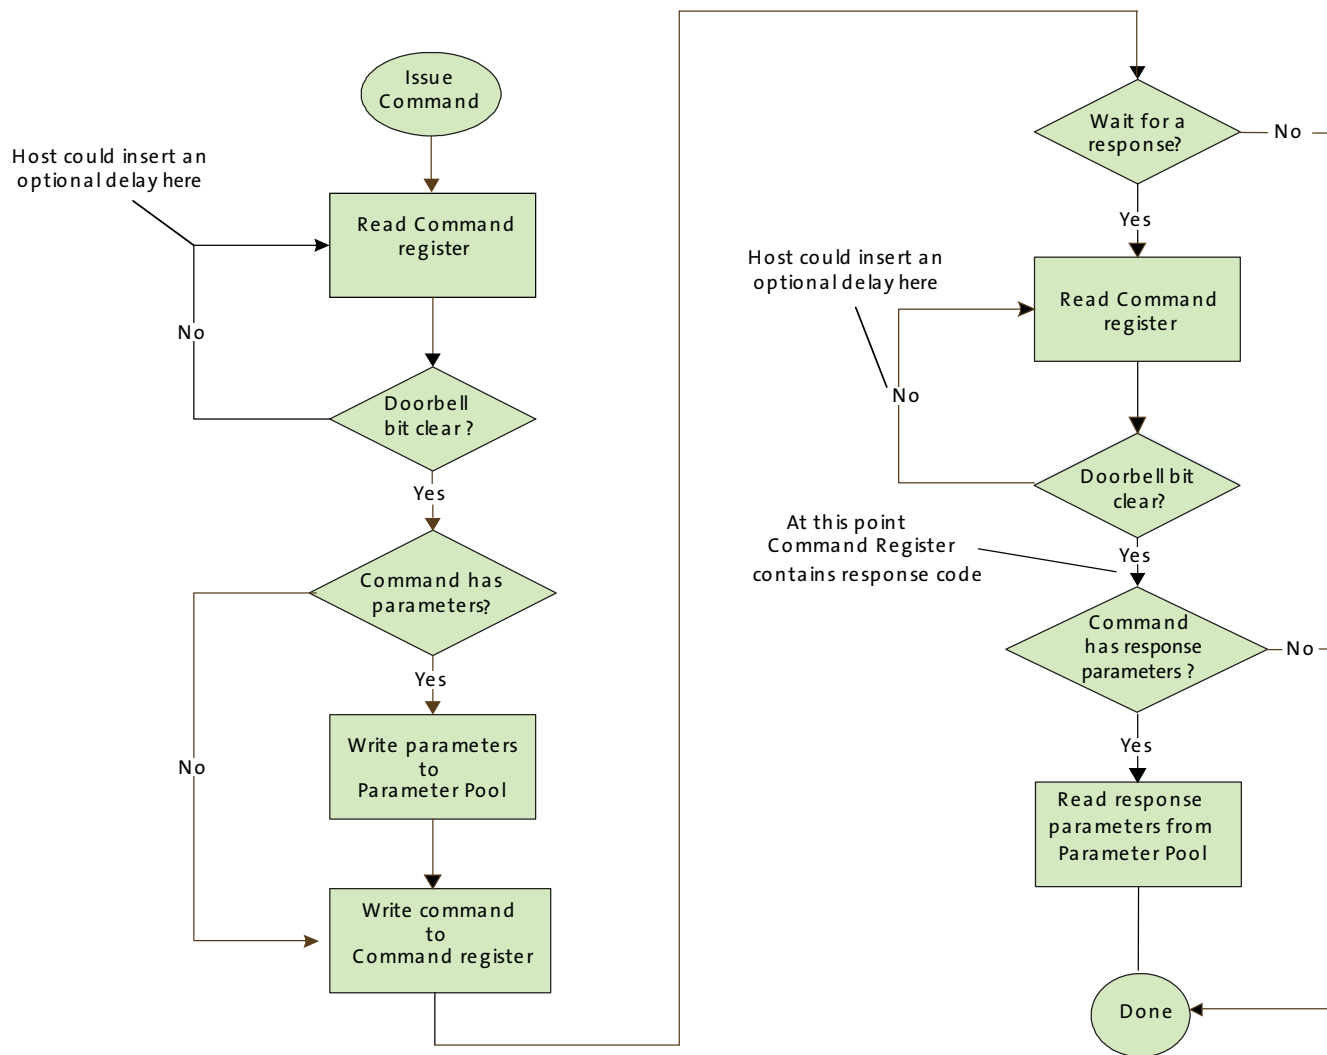 Issue
Command
Host could insert an
optional delay here
Read Command
register
No
Doorbell
bit clear ?
Yes
Command has
parameters?
Yes
No
Write parameters
to
Parameter Pool
Write command
to
Command register
Wait for a
response?
No
Yes
Host could insert an
optional delay here
Read Command
register
No
Doorbell bit
clear?
At this point
Command Register
contains response code
Yes
Command
has response
parameters ?
No
Yes
Read response
parameters from
Parameter Pool
Done